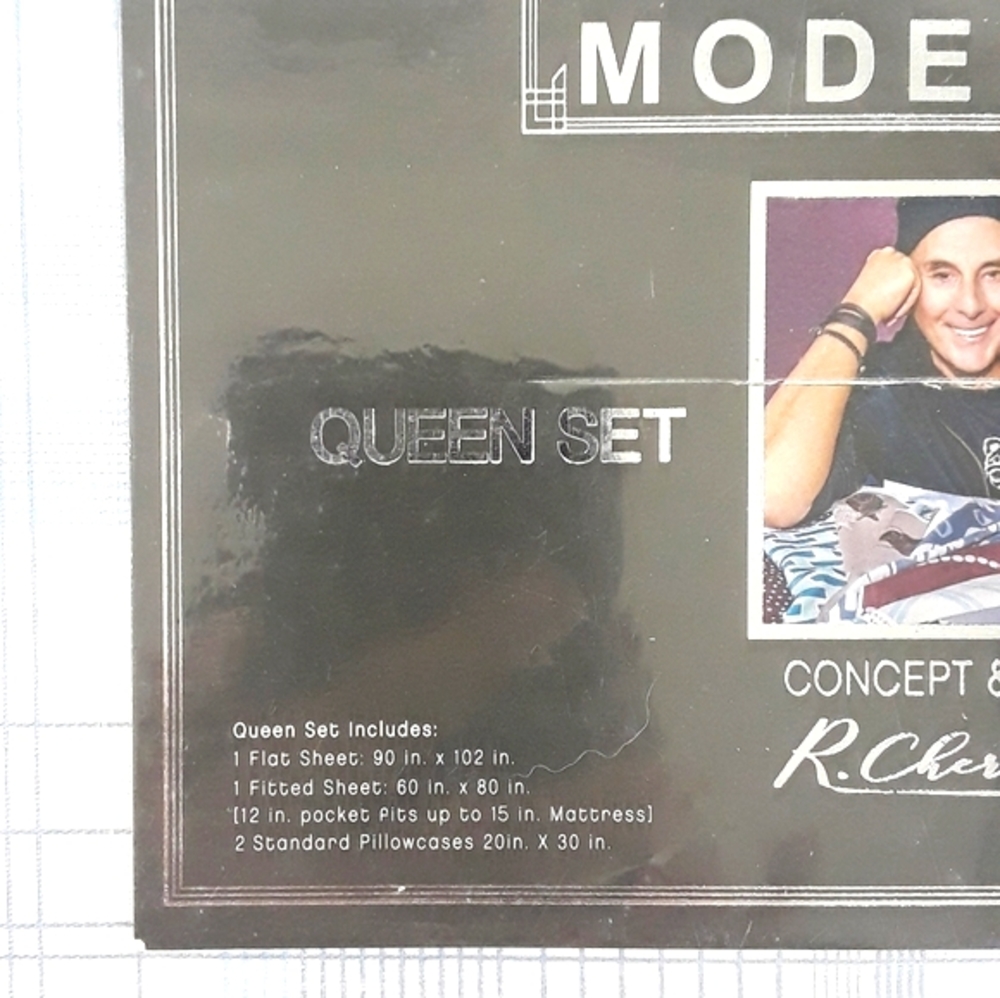 MODE
QUEEN SET
CONCEPT &
R.Cher
Queen Set Includes:
1 Flat Sheet: 90 in. x 102 in.
1 Fitted Sheet: 60 in. x 80 in.
[12 in. pocket fits up to 15 in. Mattress]
2 Standard Pillowcases 20in. X 30 in.